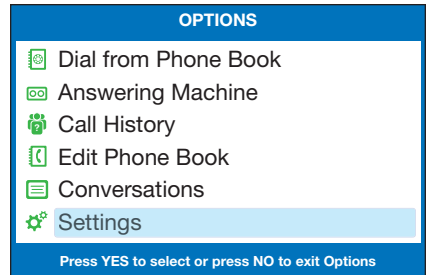 OPTIONS
Dial from Phone Book
Answering Machine
Call History
Edit Phone Book
Conversations
Settings
Press YES to select or press NO to exit Options